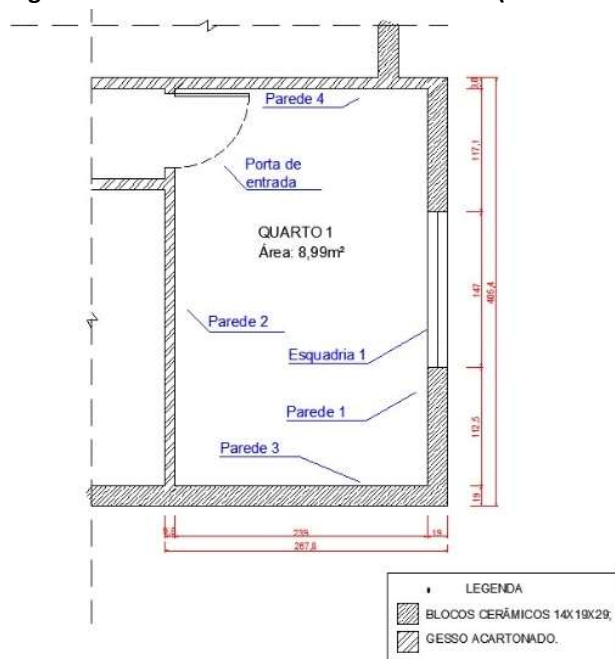 Parede 4
Porta de
entrada
QUARTO 1
Área: 8,99m²
Parede 2
Esquadria 1
Parede 1
Parede 3
117,1
147
405,4
112,5
19
239
19
267,8
LEGENDA
BLOCOS CERÂMICOS 14X19X29;
GESSO ACARTONADO.